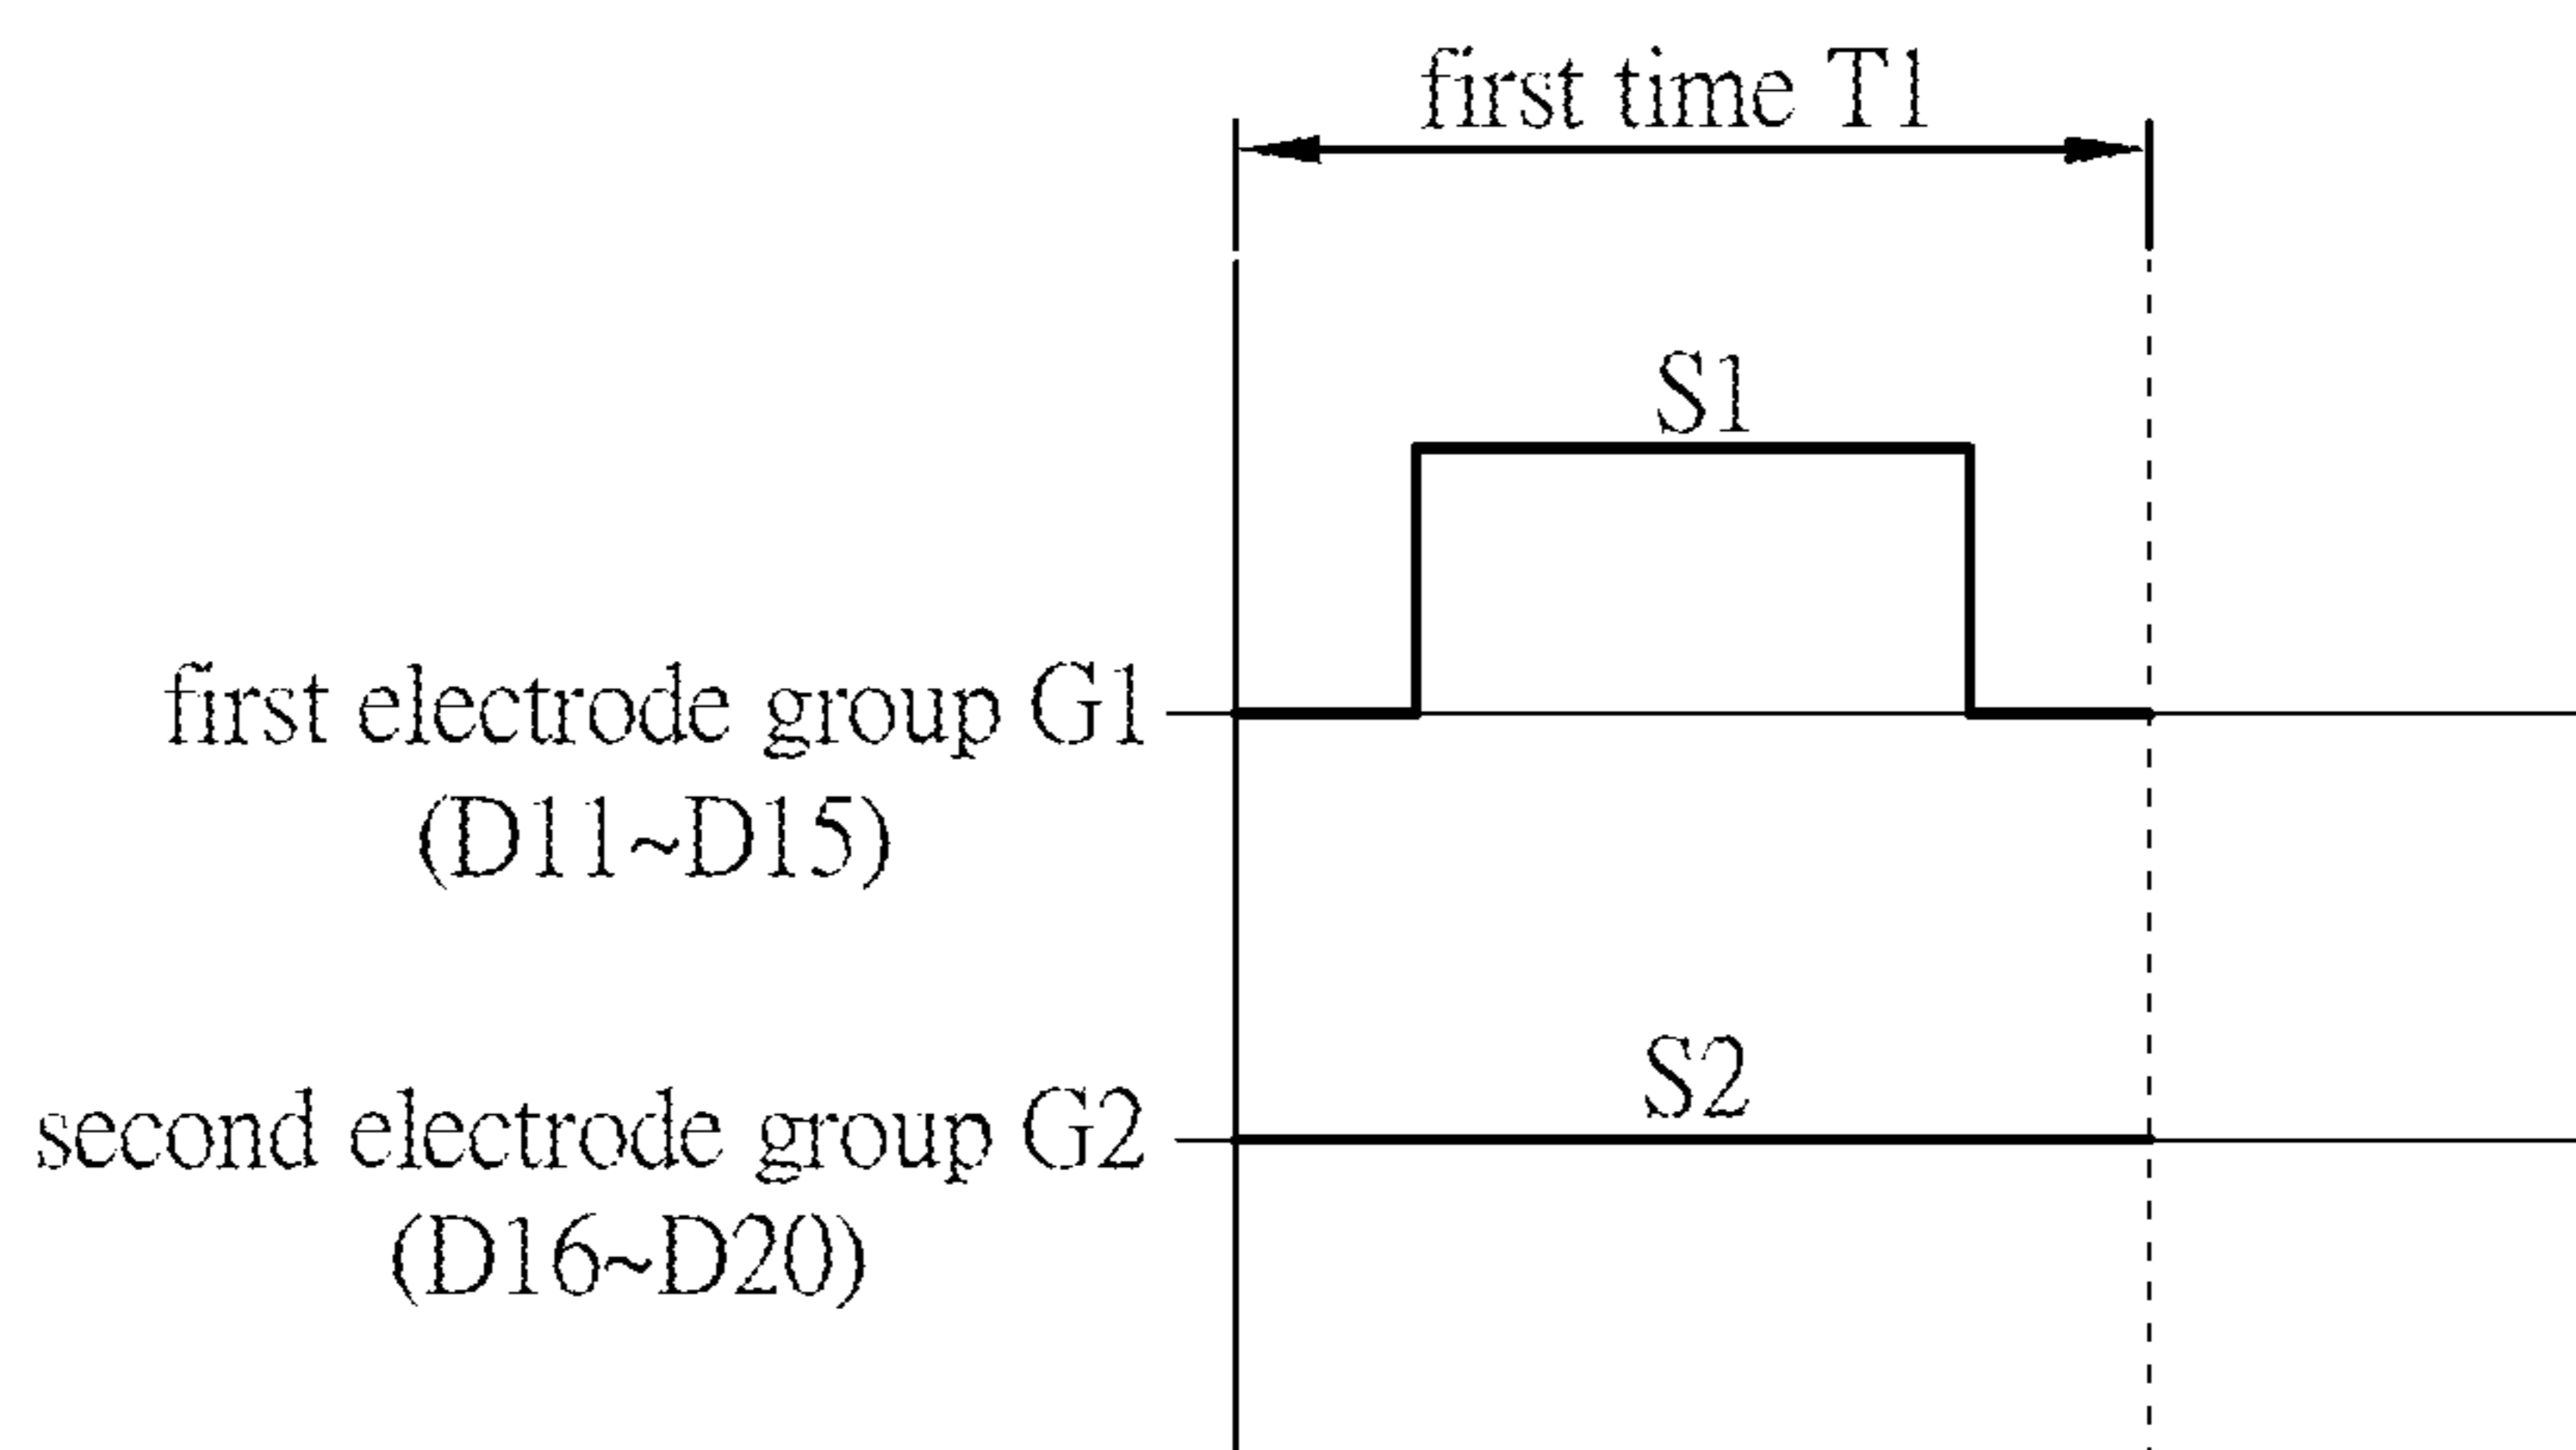 first time T1
S1
first electrode group G1
(D11~D15)
S2
second electrode group G2
(D16~D20)